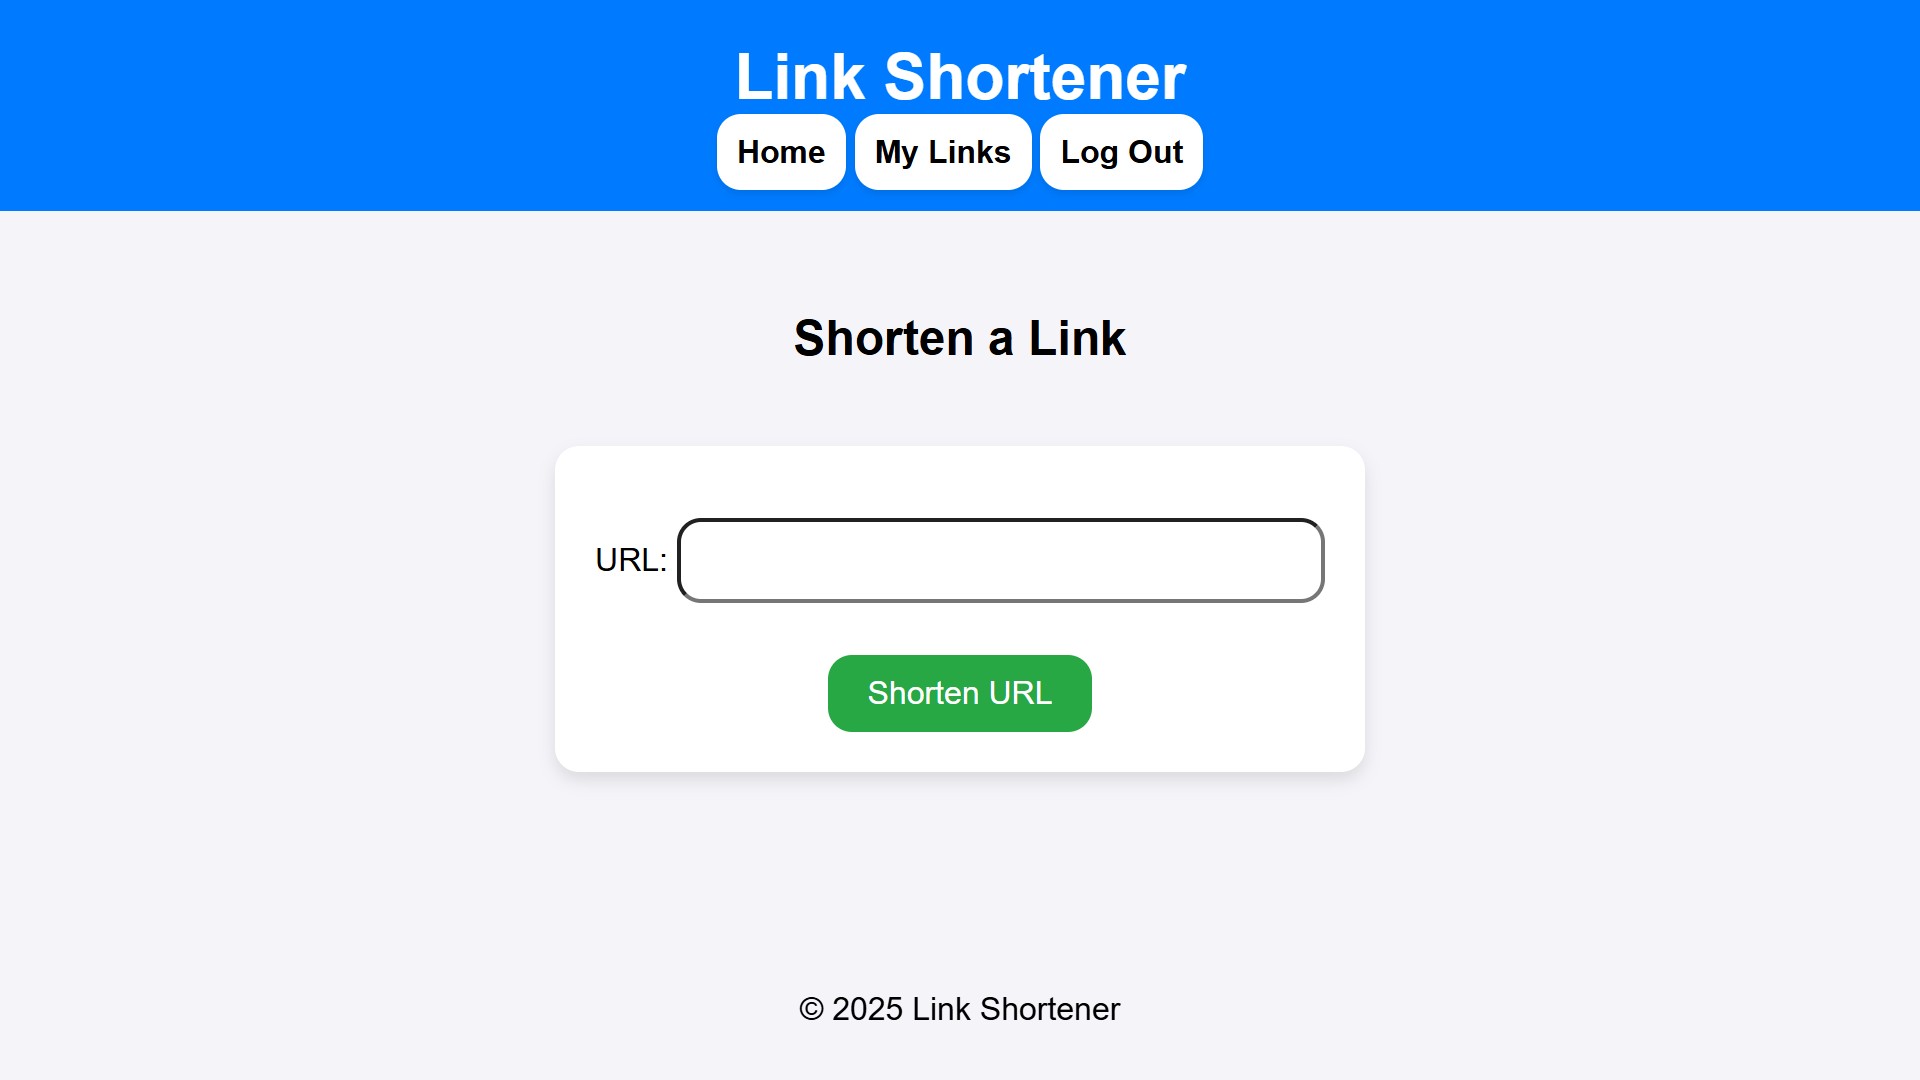 Link Shortener
Home My Links Log Out
Shorten a Link
URL:
Shorten URL
© 2025 Link Shortener